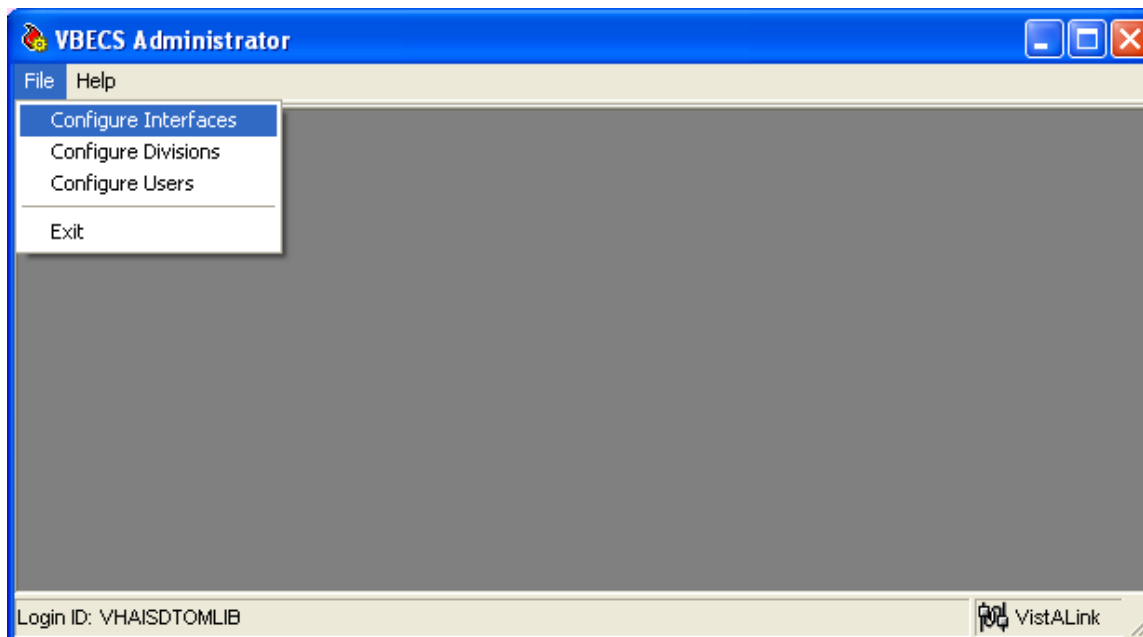 VBECS Administrator
File Help
Configure Interfaces
Configure Divisions
Configure Users
Exit
Login ID: VHAISDTOMLIB VistALink